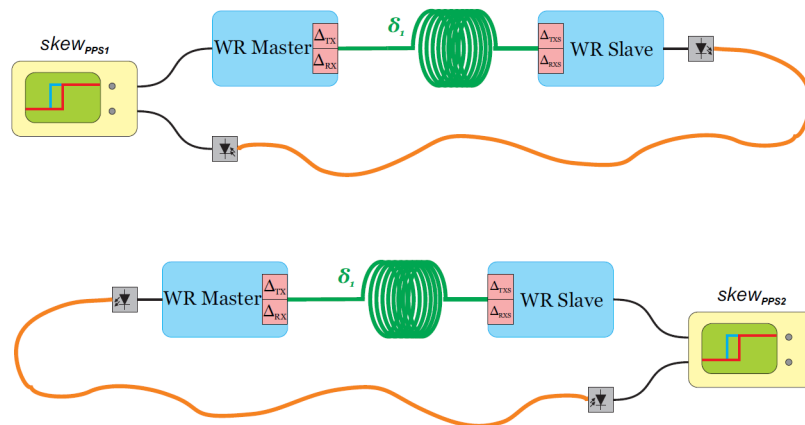 skewPPS1
WR Master
ΔTX
ΔRX
δ1
ΔTXS
ΔRXS
WR Slave
WR Master
ΔTX
ΔRX
δ1
ΔTXS
ΔRXS
WR Slave
skewPPS2